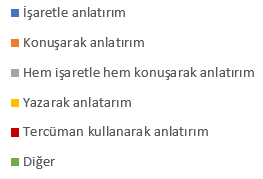 İşaretle anlatırım
Konuşarak anlatırım
Hem işaretle hem konuşarak anlatırım
Yazarak anlatarım
Tercüman kullanarak anlatırım
Diğer